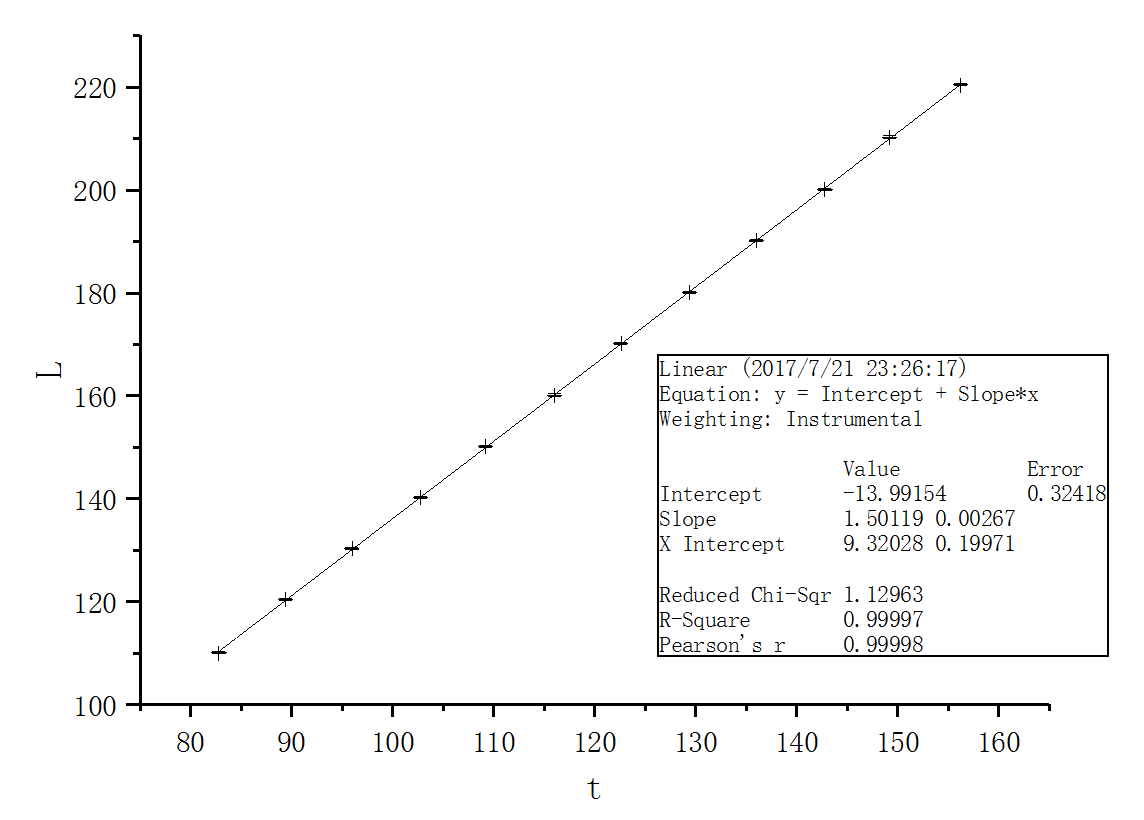 220
200
180
160
140
120
100
L
80 90 100 110 120 130 140 150 160
t
Linear (2017/7/21 23:26:17)
Equation: y = Intercept + Slope*x
Weighting: Instrumental
Value Error
Intercept -13.99154 0.32418
Slope 1.50119 0.00267
X Intercept 9.32028 0.19971
Reduced Chi-Sqr 1.12963
R-Square 0.99997
Pearson's r 0.99998